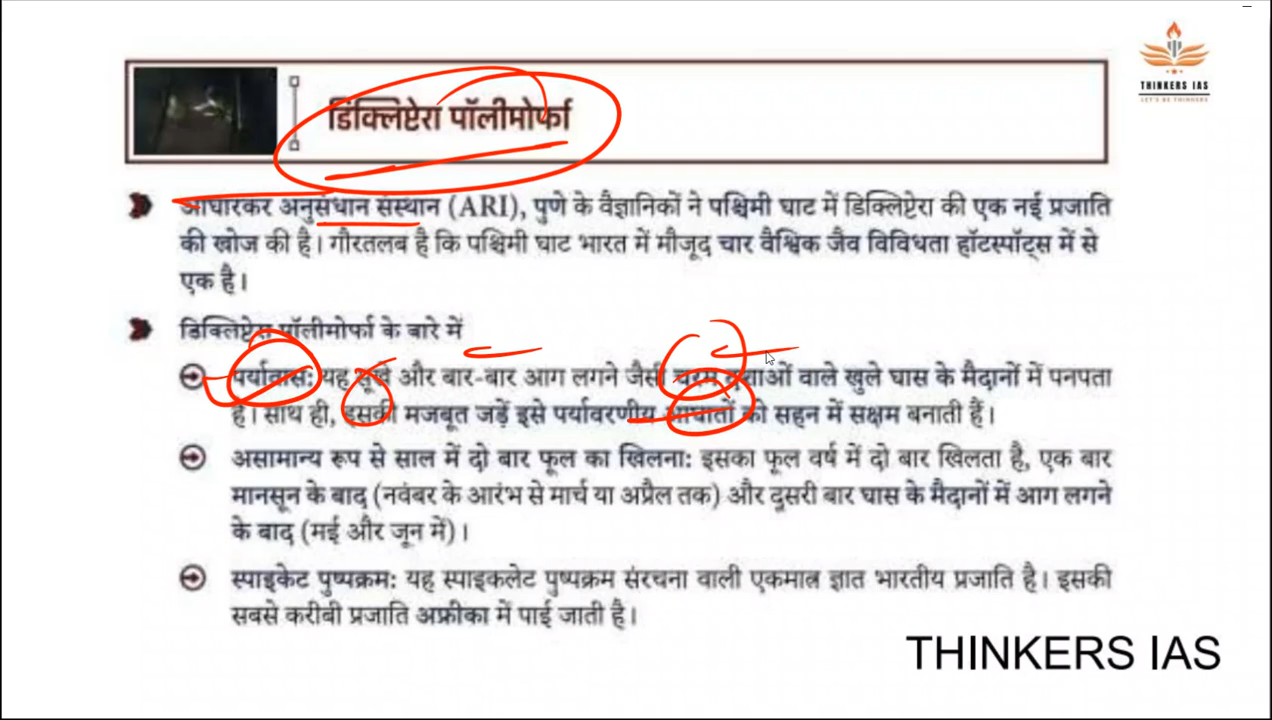 THINKERS IAS
LET'S BE THINKERS
डिक्लिप्टेरा पॉलीमोर्फा
आघारकर अनुसंधान संस्थान (ARI), पुणे के वैज्ञानिकों ने पश्चिमी घाट में डिक्लिप्टेरा की एक नई प्रजाति
की खोज की है। गौरतलब है कि पश्चिमी घाट भारत में मौजूद चार वैश्विक जैव विविधता हॉटस्पॉट्स में से
एक है।
डिक्लिप्टेरा पॉलीमोर्फा के बारे में
पर्यावास: यह सूखे और बार-बार आग लगने जैसी चरम दशाओं वाले खुले घास के मैदानों में पनपता
है। साथ ही, इसकी मजबूत जड़ें इसे पर्यावरणीय आघातों को सहन में सक्षम बनाती हैं।
असामान्य रूप से साल में दो बार फूल का खिलना: इसका फूल वर्ष में दो बार खिलता है, एक बार
मानसून के बाद (नवंबर के आरंभ से मार्च या अप्रैल तक) और दूसरी बार घास के मैदानों में आग लगने
के बाद (मई और जून में)।
स्पाइकेट पुष्पक्रम: यह स्पाइकलेट पुष्पक्रम संरचना वाली एकमात्र ज्ञात भारतीय प्रजाति है। इसकी
सबसे करीबी प्रजाति अफ्रीका में पाई जाती है।
THINKERS IAS